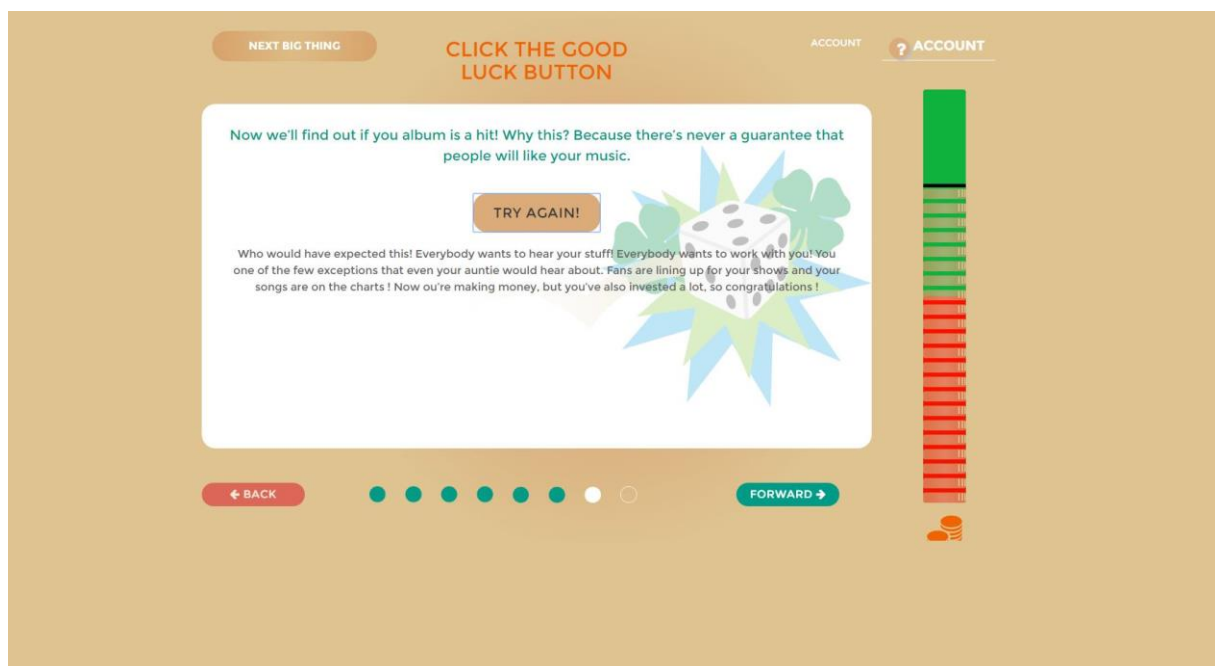 NEXT BIG THING
CLICK THE GOOD
LUCK BUTTON
ACCOUNT
? ACCOUNT
Now we'll find out if you album is a hit! Why this? Because there's never a guarantee that
people will like your music.
TRY AGAIN!
Who would have expected this! Everybody wants to hear your stuff! Everybody wants to work with you! You
one of the few exceptions that even your auntie would hear about. Fans are lining up for your shows and your
songs are on the charts ! Now ou're making money, but you've also invested a lot, so congratulations !
← BACK
FORWARD →